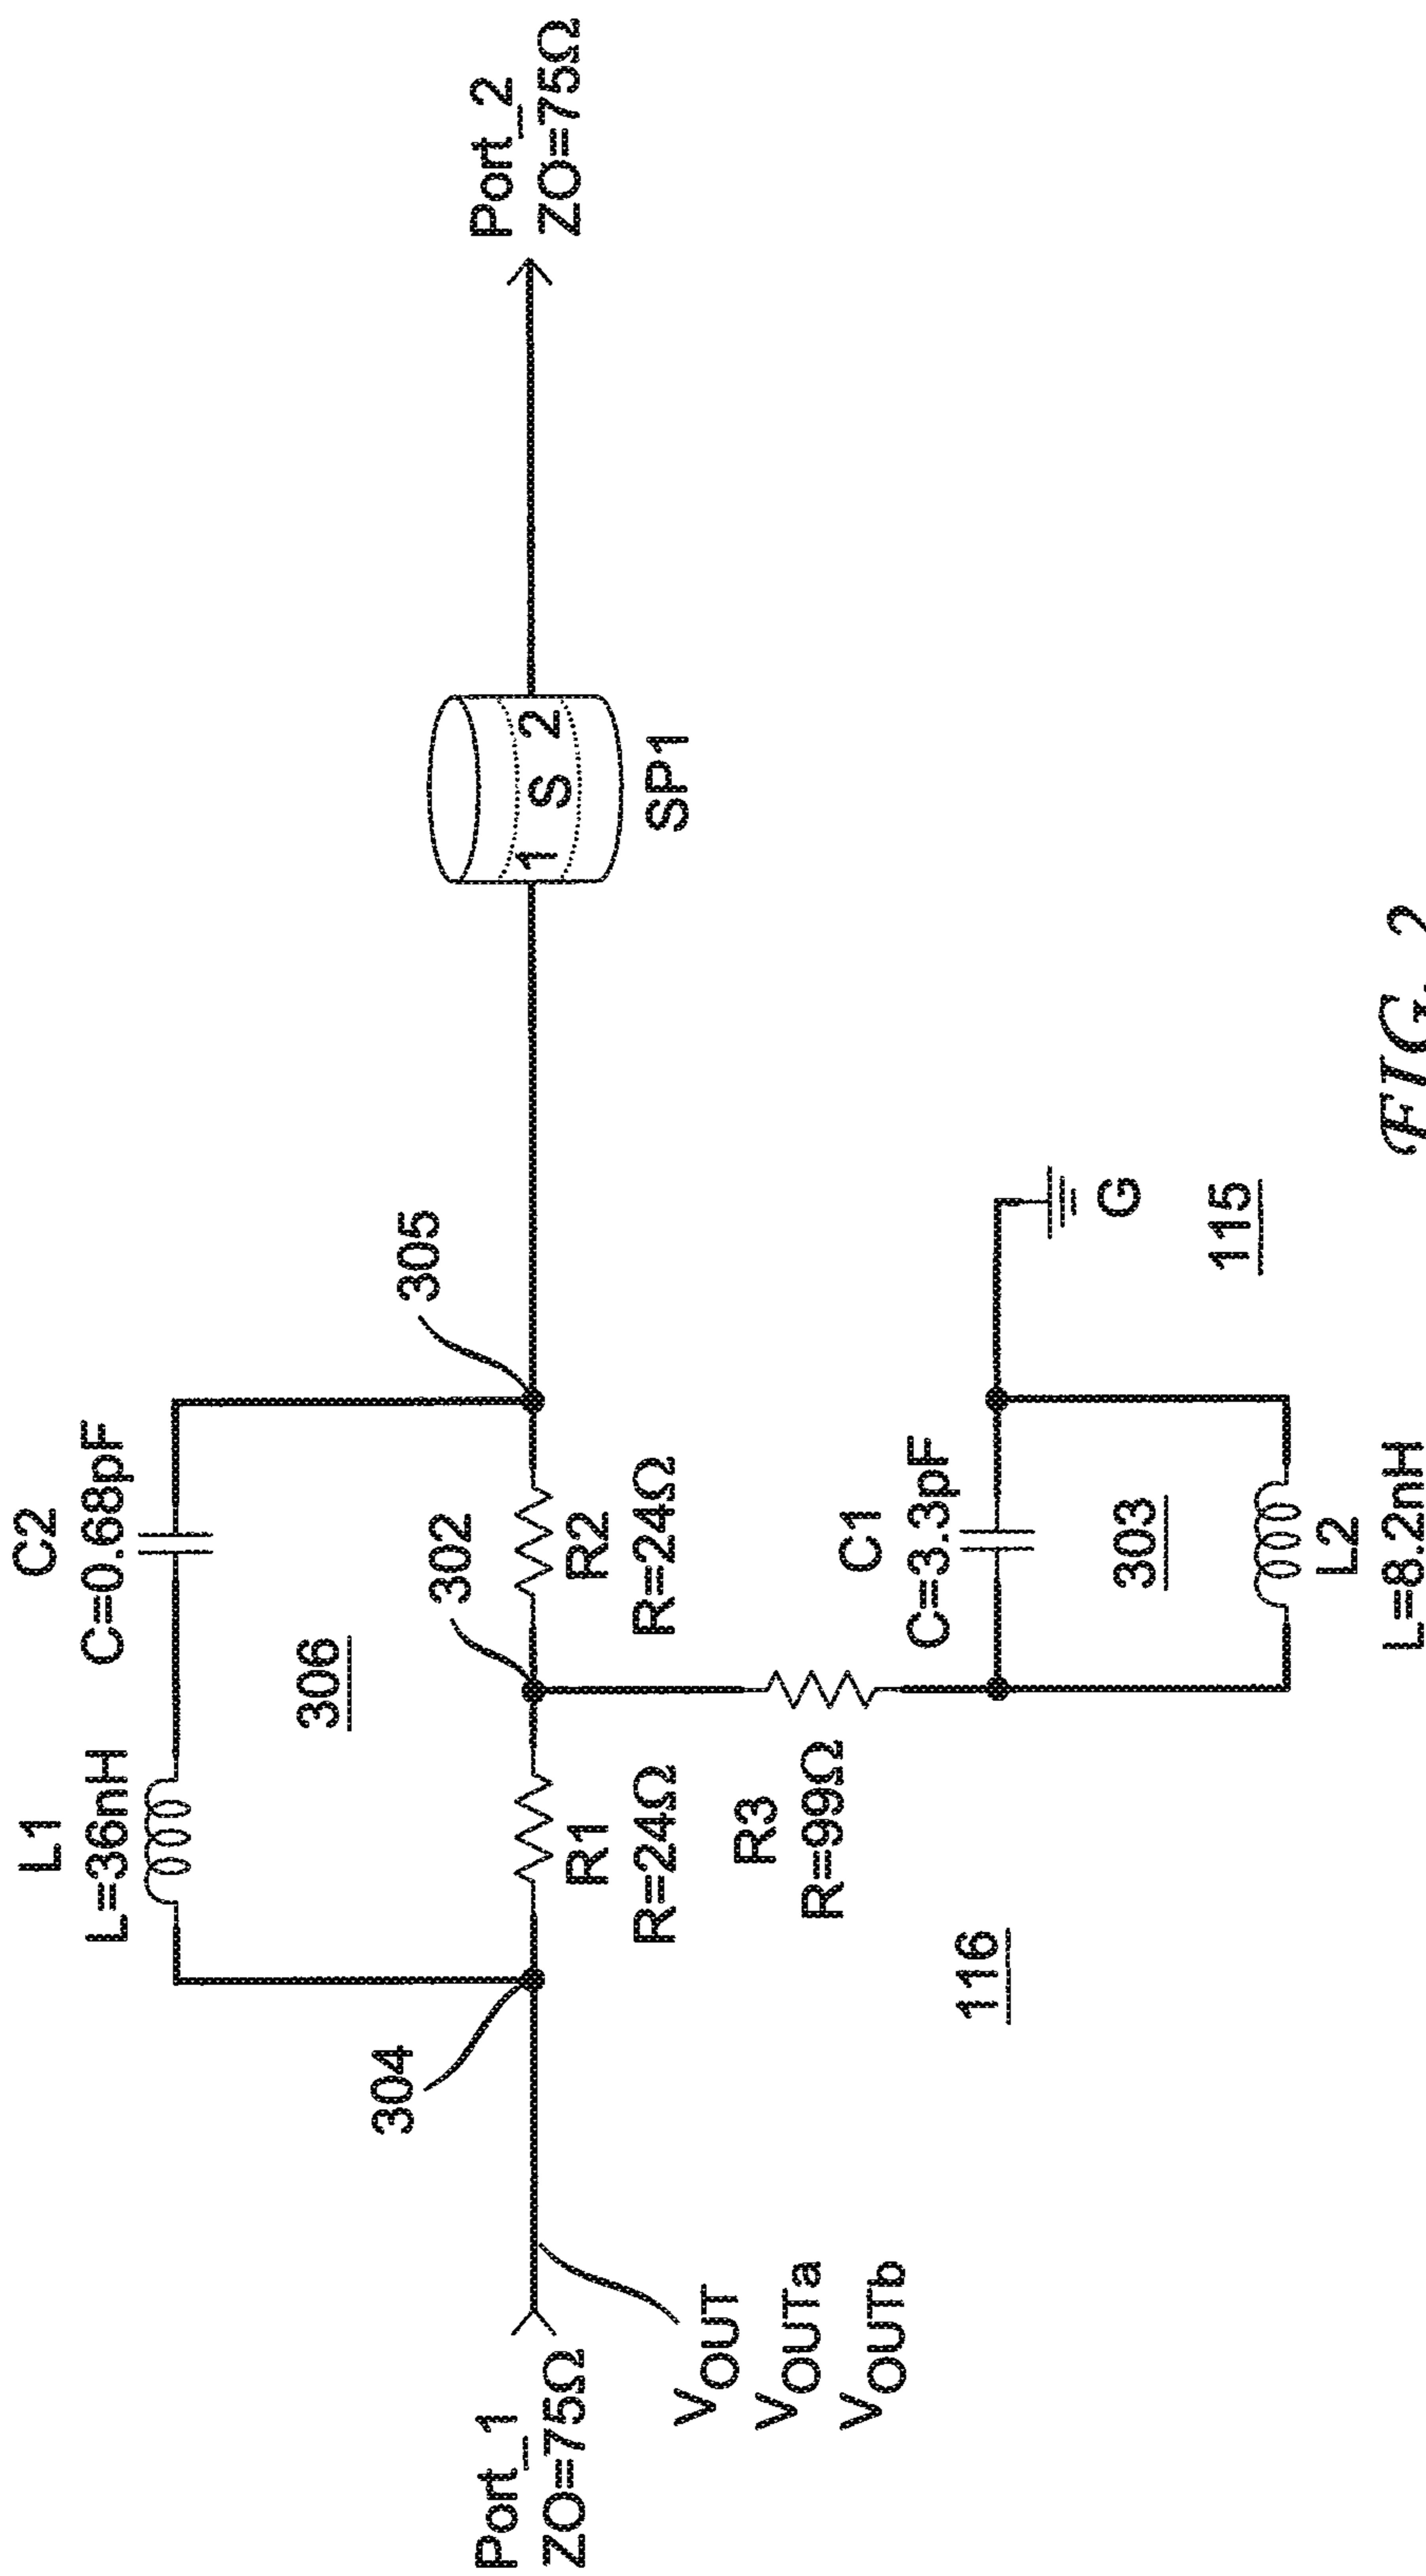 C2
C=0.68pF
L1
L=36nH
306
304
302
305
R1
R=24Ω
R2
R=24Ω
1 S 2
SP1
Port_1
ZO=75Ω
Port_2
ZO=75Ω
VOUT
VOUTa
VOUTb
R3
R=99Ω
C1
C=3.3pF
303
L2
L=8.2nH
G
115
116
FIG. 2